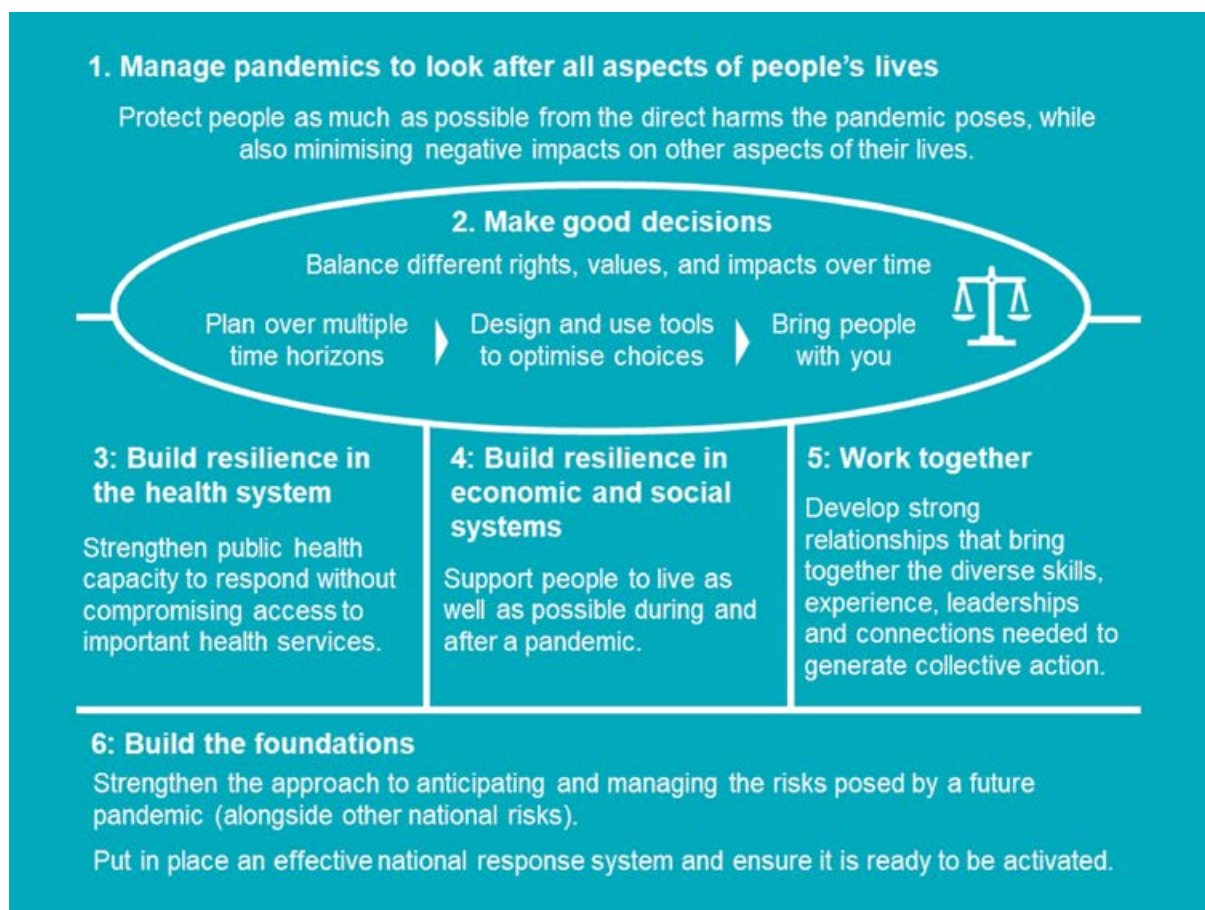 1. Manage pandemics to look after all aspects of people's lives
Protect people as much as possible from the direct harms the pandemic poses, while
also minimising negative impacts on other aspects of their lives.
2. Make good decisions
Balance different rights, values, and impacts over time
Plan over multiple
time horizons
Design and use tools
to optimise choices
Bring people
with you
3: Build resilience in
the health system
Strengthen public health
capacity to respond without
compromising access to
important health services.
4: Build resilience in
economic and social
systems
Support people to live as
well as possible during and
after a pandemic.
5: Work together
Develop strong
relationships that bring
together the diverse skills,
experience, leaderships
and connections needed to
generate collective action.
6: Build the foundations
Strengthen the approach to anticipating and managing the risks posed by a future
pandemic (alongside other national risks).
Put in place an effective national response system and ensure it is ready to be activated.